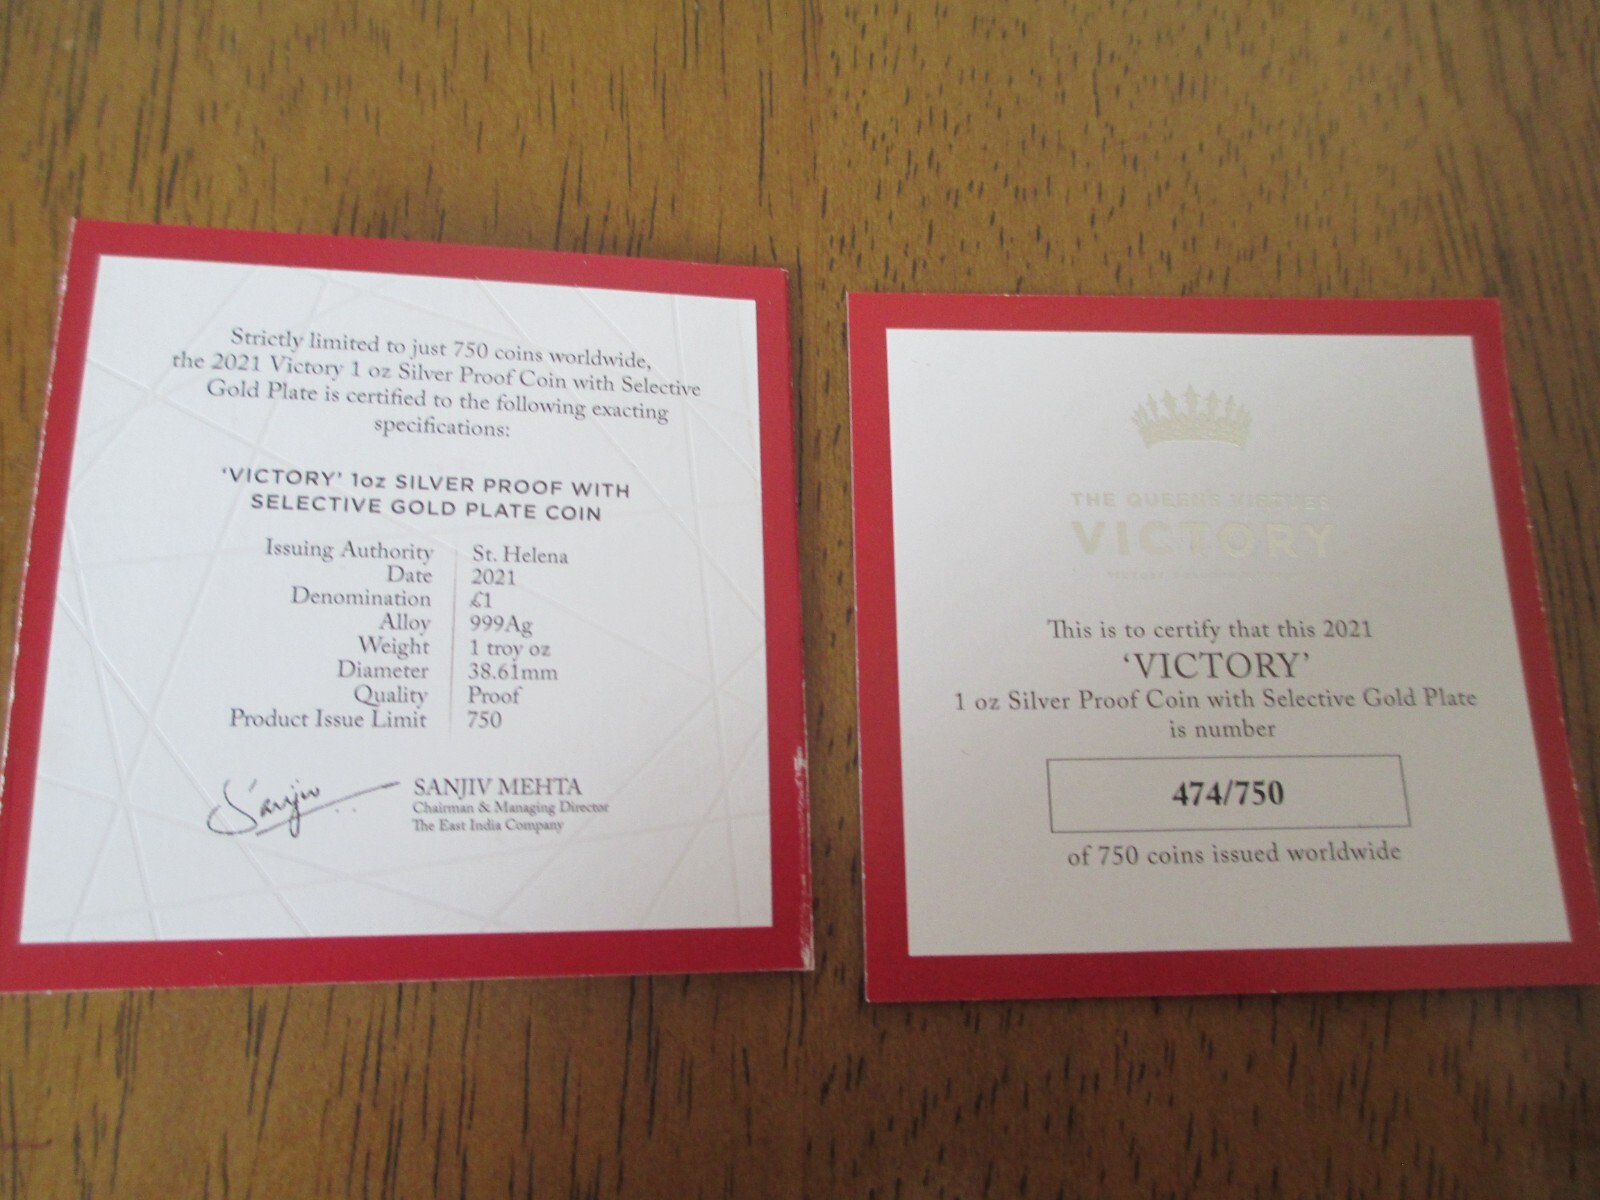 Strictly limited to just 750 coins worldwide,
the 2021 Victory 1 oz Silver Proof Coin with Selective
Gold Plate is certified to the following exacting
specifications:
‘VICTORY’ 1oz SILVER PROOF WITH
SELECTIVE GOLD PLATE COIN
Issuing Authority St. Helena
Date 2021
Denomination £1
Alloy 999Ag
Weight 1 troy oz
Diameter 38.61mm
Quality Proof
Product Issue Limit 750
Sanjiv
SANJIV MEHTA
Chairman & Managing Director
The East India Company
THE QUEEN'S VIRTUES
VICTORY
This is to certify that this 2021
‘VICTORY’
1 oz Silver Proof Coin with Selective Gold Plate
is number
474/750
of 750 coins issued worldwide